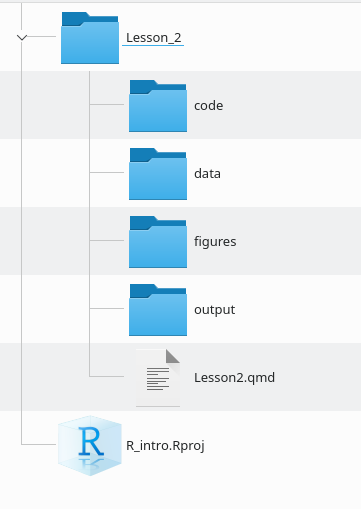 Lesson_2
code
data
figures
output
Lesson2.qmd
R_intro.Rproj
R